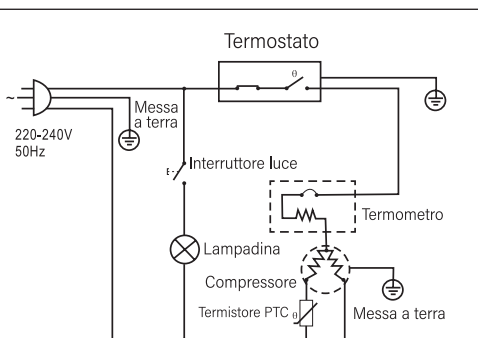 Termostato
θ
~
Messa
a terra
220-240V
50Hz
Interruttore luce
Termometro
Lampadina
Compressore
Termistore PTC θ
Messa a terra